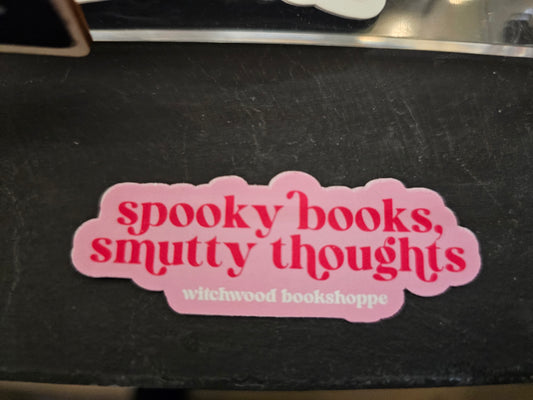 spooky books,
smutty thoughts
witchwood bookshoppe